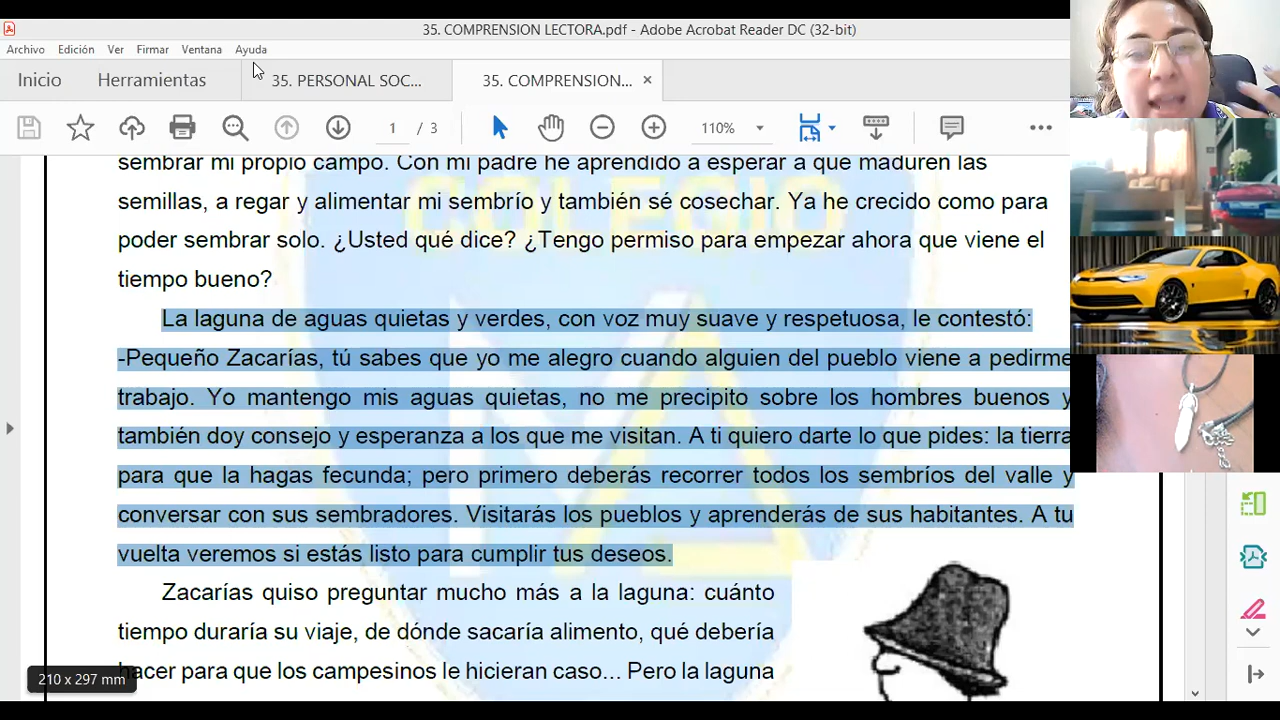 35. COMPRENSION LECTORA.pdf - Adobe Acrobat Reader DC (32-bit)
Archivo Edición Ver Firmar Ventana Ayuda
Inicio Herramientas 35. PERSONAL SOC... 35. COMPRENSION... ×
1 / 3 110%
sembrar mi propio campo. Con mi padre he aprendido a esperar a que maduren las
semillas, a regar y alimentar mi sembrío y también sé cosechar. Ya he crecido como para
poder sembrar solo. ¿Usted qué dice? ¿Tengo permiso para empezar ahora que viene el
tiempo bueno?
La laguna de aguas quietas y verdes, con voz muy suave y respetuosa, le contestó:
-Pequeño Zacarías, tú sabes que yo me alegro cuando alguien del pueblo viene a pedirme
trabajo. Yo mantengo mis aguas quietas, no me precipito sobre los hombres buenos y
también doy consejo y esperanza a los que me visitan. A ti quiero darte lo que pides: la tierra
para que la hagas fecunda; pero primero deberás recorrer todos los sembríos del valle y
conversar con sus sembradores. Visitarás los pueblos y aprenderás de sus habitantes. A tu
vuelta veremos si estás listo para cumplir tus deseos.
Zacarías quiso preguntar mucho más a la laguna: cuánto
tiempo duraría su viaje, de dónde sacaría alimento, qué debería
hacer para que los campesinos le hicieran caso... Pero la laguna
210 x 297 mm
COLEGIO